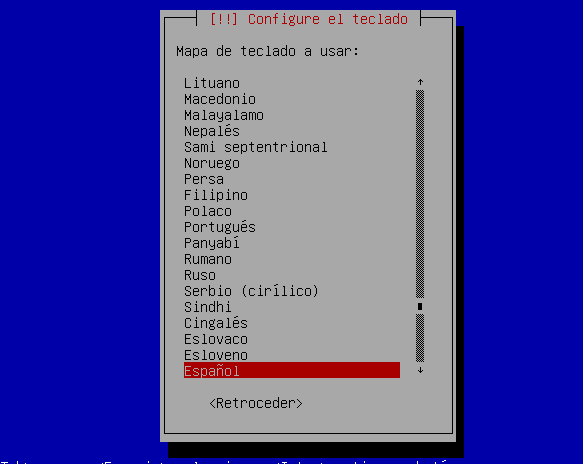 [!!] Configure el teclado
Mapa de teclado a usar:
Lituano
Macedonio
Malayalamo
Nepalés
Sami septentrional
Noruego
Persa
Filipino
Polaco
Portugués
Panyabí
Rumano
Ruso
Serbio (cirílico)
Sindhi
Cingalés
Eslovaco
Esloveno
Español
<Retroceder>